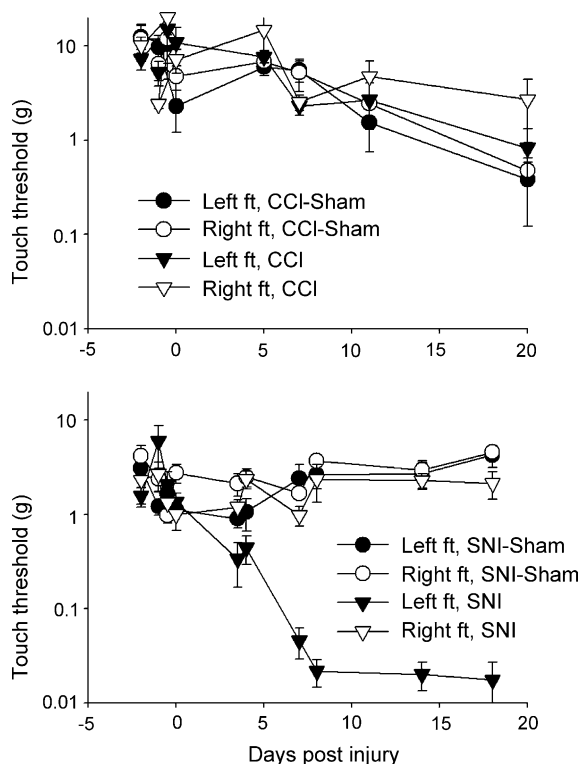 10
1
0.1
0.01
Touch threshold (g)
Left ft, CCI-Sham
Right ft, CCI-Sham
Left ft, CCI
Right ft, CCI
-5 0 5 10 15 20
10
1
0.1
0.01
Touch threshold (g)
Left ft, SNI-Sham
Right ft, SNI-Sham
Left ft, SNI
Right ft, SNI
-5 0 5 10 15 20
Days post injury